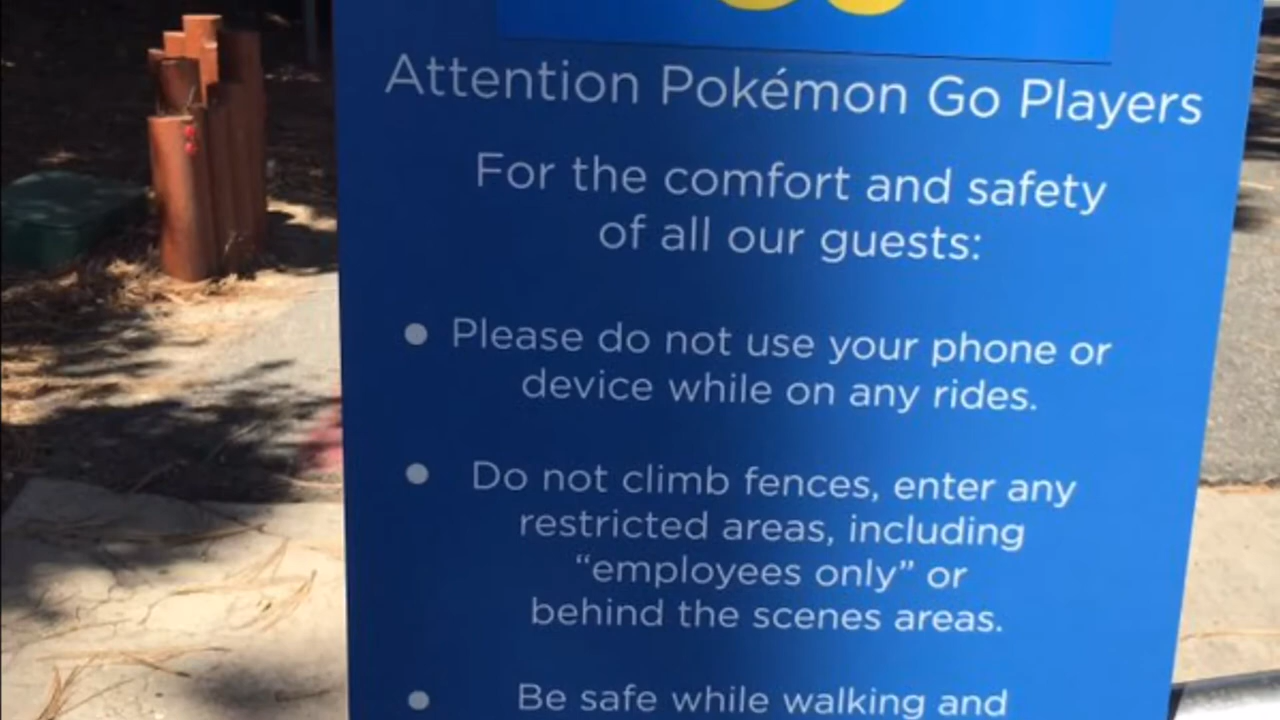 Attention Pokémon Go Players
For the comfort and safety
of all our guests:
● Please do not use your phone or
device while on any rides.
● Do not climb fences, enter any
restricted areas, including
“employees only” or
behind the scenes areas.
● Be safe while walking and